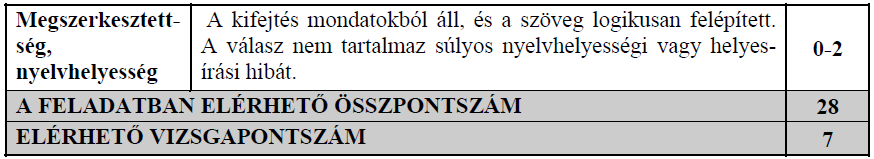 Megszerkesztett-
ség,
nyelvhelyesség
A kifejtés mondatokból áll, és a szöveg logikusan felépített.
A válasz nem tartalmaz súlyos nyelvhelyességi vagy helyes-
írási hibát.
0-2
A FELADATBAN ELÉRHETŐ ÖSSZPONTSZÁM 28
ELÉRHETŐ VIZSGAPONTSZÁM 7